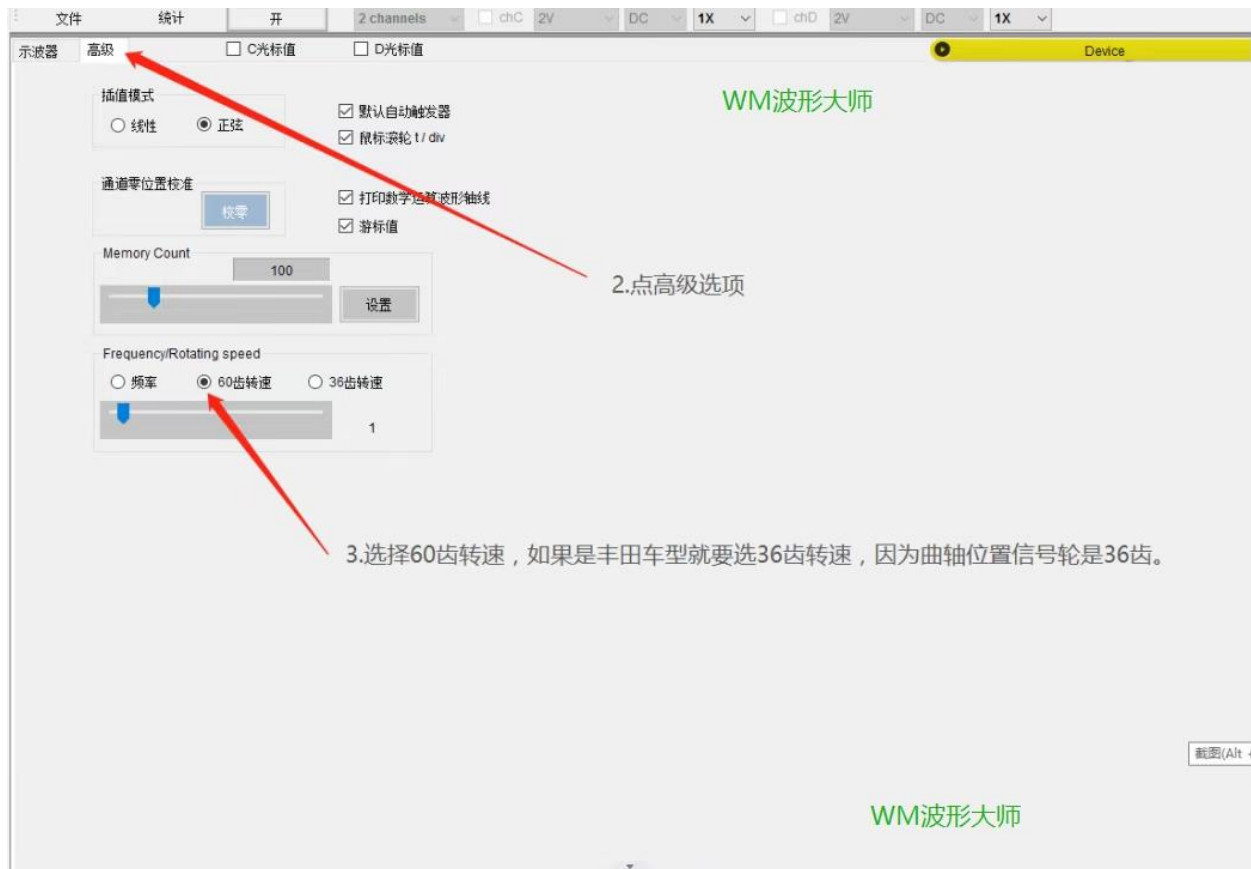 文件 统计 开 2 channels chC 2V DC 1X chD 2V DC 1X
示波器 高级 C光标值 D光标值 Device
WM波形大师
插值模式
线性 正弦
默认自动触发器
鼠标滚轮 t / div
通道零位置校准
校零
打印数学运算波形轴线
游标值
Memory Count
100
设置
2.点高级选项
Frequency/Rotating speed
频率 60齿转速 36齿转速
1
3.选择60齿转速，如果是丰田车型就要选36齿转速，因为曲轴位置信号轮是36齿。
截图(Alt +
WM波形大师